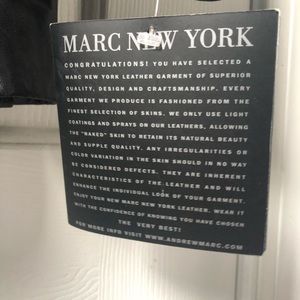 MARC NEW YORK
CONGRATULATIONS! YOU HAVE SELECTED A
MARC NEW YORK LEATHER GARMENT OF SUPERIOR
QUALITY, DESIGN AND CRAFTSMANSHIP. EVERY
GARMENT WE PRODUCE IS FASHIONED FROM THE
FINEST SELECTION OF SKINS. WE ONLY USE LIGHT
COATINGS AND SPRAYS ON OUR LEATHERS, ALLOWING
THE "NAKED" SKIN TO RETAIN ITS NATURAL BEAUTY
AND SUPPLE QUALITY. ANY IRREGULARITIES OR
COLOR VARIATION IN THE SKIN SHOULD IN NO WAY
BE CONSIDERED DEFECTS. THEY ARE INHERENT
CHARACTERISTICS OF THE LEATHER AND WILL
ENHANCE THE INDIVIDUAL LOOK OF YOUR GARMENT.
ENJOY YOUR NEW MARC NEW YORK LEATHER. WEAR IT
WITH THE CONFIDENCE OF KNOWING YOU HAVE CHOSEN
THE VERY BEST!
FOR MORE INFO VISIT WWW.ANDREWMARC.COM